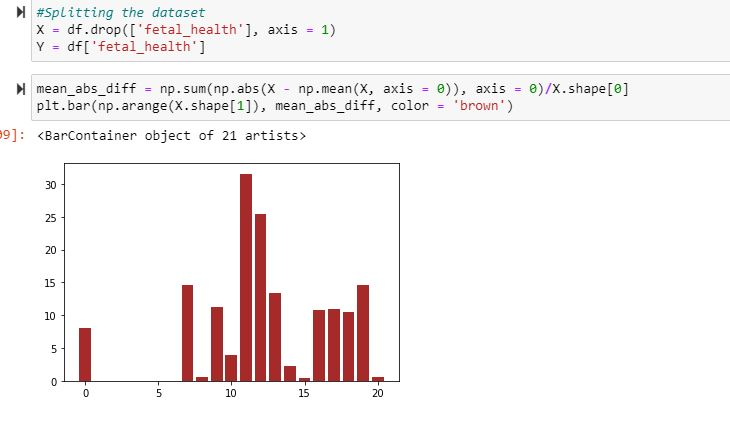 #Splitting the dataset
X = df.drop(['fetal_health'], axis = 1)
Y = df['fetal_health']
mean_abs_diff = np.sum(np.abs(X - np.mean(X, axis = 0)), axis = 0)/X.shape[0]
plt.bar(np.arange(X.shape[1]), mean_abs_diff, color = 'brown')
9]: <BarContainer object of 21 artists>
30
25
20
15
10
5
0
0 5 10 15 20